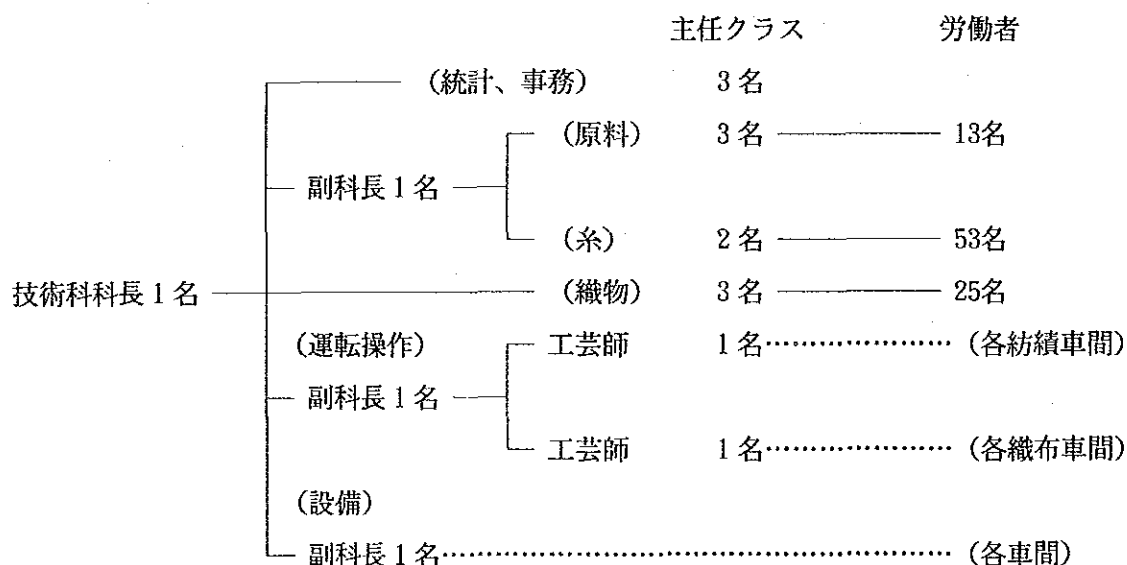 主任クラス 労働者
(統計、事務) 3名
(原料) 3名 13名
副科長1名
(糸) 2名 53名
技術科科長1名 (織物) 3名 25名
(運転操作) 工芸師 1名 (各紡績車間)
副科長1名
工芸師 1名 (各織布車間)
(設備)
副科長1名 (各車間)